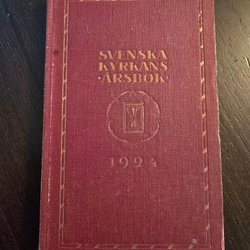 SVENSKA
KYRKANS
·ÅRSBOK·
1924